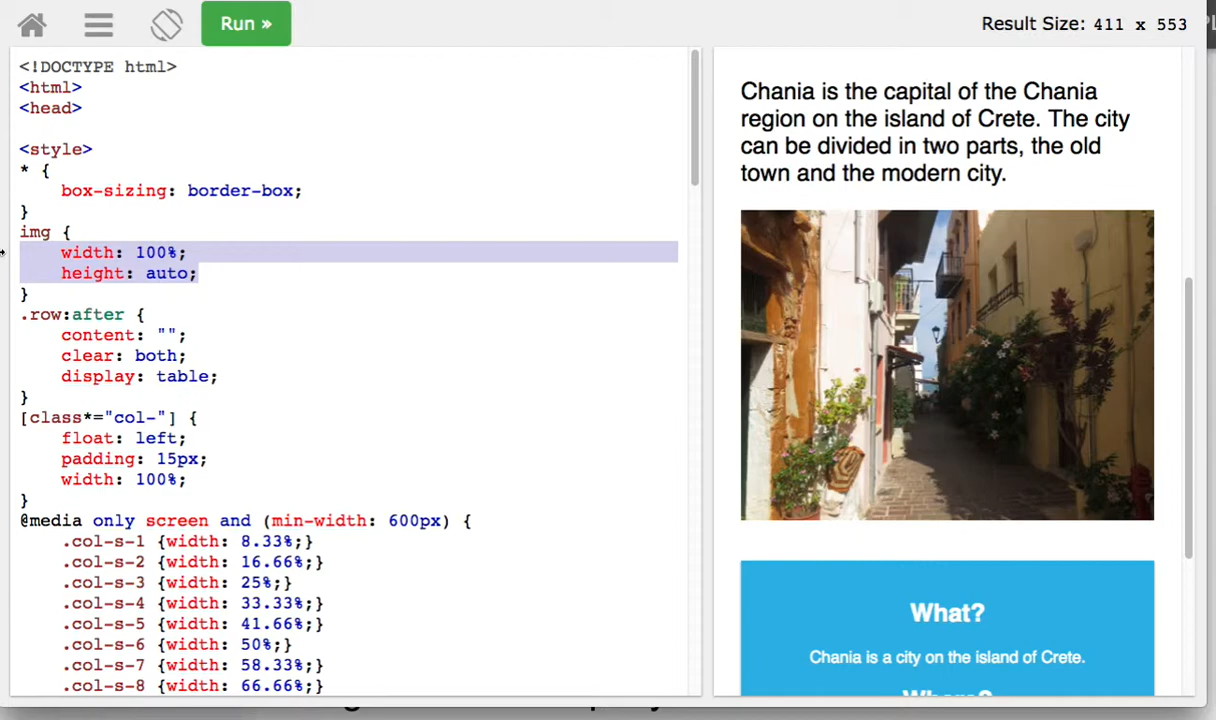 Run »
Result Size: 411 x 553
<!DOCTYPE html>
<html>
<head>
<style>
* {
box-sizing: border-box;
}
img {
width: 100%;
height: auto;
}
.row:after {
content: "";
clear: both;
display: table;
}
[class*="col-"] {
float: left;
padding: 15px;
width: 100%;
}
@media only screen and (min-width: 600px) {
.col-s-1 {width: 8.33%;}
.col-s-2 {width: 16.66%;}
.col-s-3 {width: 25%;}
.col-s-4 {width: 33.33%;}
.col-s-5 {width: 41.66%;}
.col-s-6 {width: 50%;}
.col-s-7 {width: 58.33%;}
.col-s-8 {width: 66.66%;}
Chania is the capital of the Chania
region on the island of Crete. The city
can be divided in two parts, the old
town and the modern city.
What?
Chania is a city on the island of Crete.
Where?